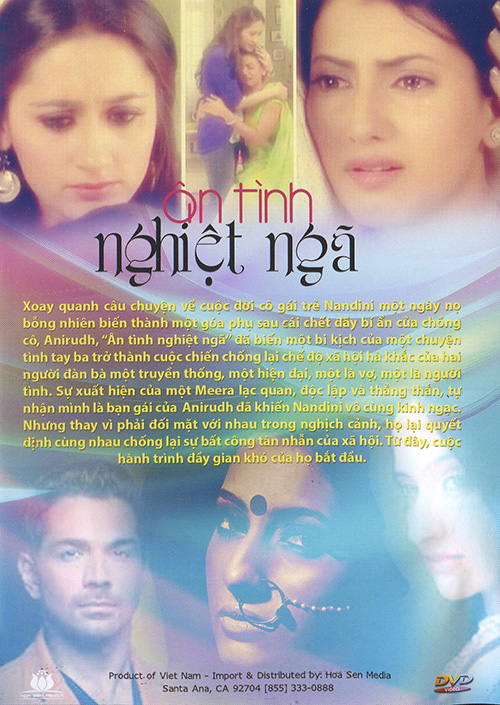 ân tình
nghiệt ngã
Xoay quanh câu chuyện về cuộc đời cô gái trẻ Nandini một ngày nọ
bỗng nhiên biến thành một góa phụ sau cái chết đầy bí ẩn của chồng
cô, Anirudh, “Ân tình nghiệt ngã” đã biến một bi kịch của một chuyện
tình tay ba trở thành cuộc chiến chống lại chế độ xã hội hà khắc của hai
người đàn bà một truyền thống, một hiện đại, một là vợ, một là người
tình. Sự xuất hiện của một Meera lạc quan, độc lập và thẳng thắn, tự
nhận mình là bạn gái của Anirudh đã khiến Nandini vô cùng kinh ngạc.
Nhưng thay vì phải đối mặt với nhau trong nghịch cảnh, họ lại quyết
định cùng nhau chống lại sự bất công tàn nhẫn của xã hội. Từ đây, cuộc
hành trình đầy gian khó của họ bắt đầu.
Product of Viet Nam - Import & Distributed by: Hoa Sen Media
Santa Ana, CA 92704 [855] 333-0888
DVD
VIDEO